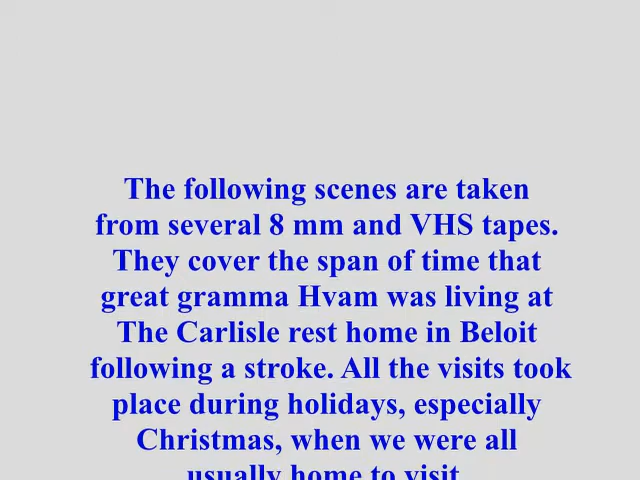 The following scenes are taken
from several 8 mm and VHS tapes.
They cover the span of time that
great gramma Hvam was living at
The Carlisle rest home in Beloit
following a stroke. All the visits took
place during holidays, especially
Christmas, when we were all
usually home to visit